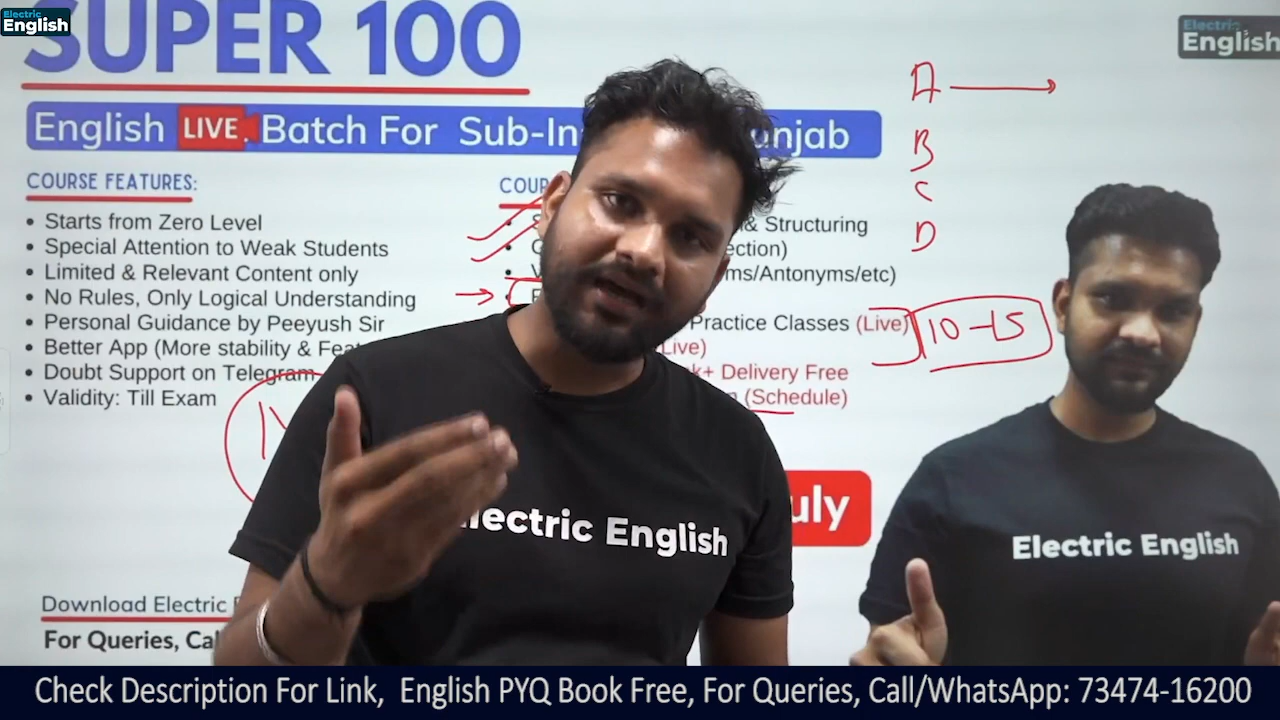 Electric
English
SUPER 100
Electric
English
A
English LIVE Batch For Sub-In unjab
B
COURSE FEATURES:
COUR
C
• Starts from Zero Level
& Structuring
• Special Attention to Weak Students
ection)
D
• Limited & Relevant Content only
ms/Antonyms/etc)
• No Rules, Only Logical Understanding
• Personal Guidance by Peeyush Sir
Practice Classes (Live)
10-15
• Better App (More stability & Fea
Live)
• Doubt Support on Telegram
k+ Delivery Free
• Validity: Till Exam
(Schedule)
uly
lectric English
Electric English
Download Electric
For Queries, Cal
Check Description For Link, English PYQ Book Free, For Queries, Call/WhatsApp: 73474-16200